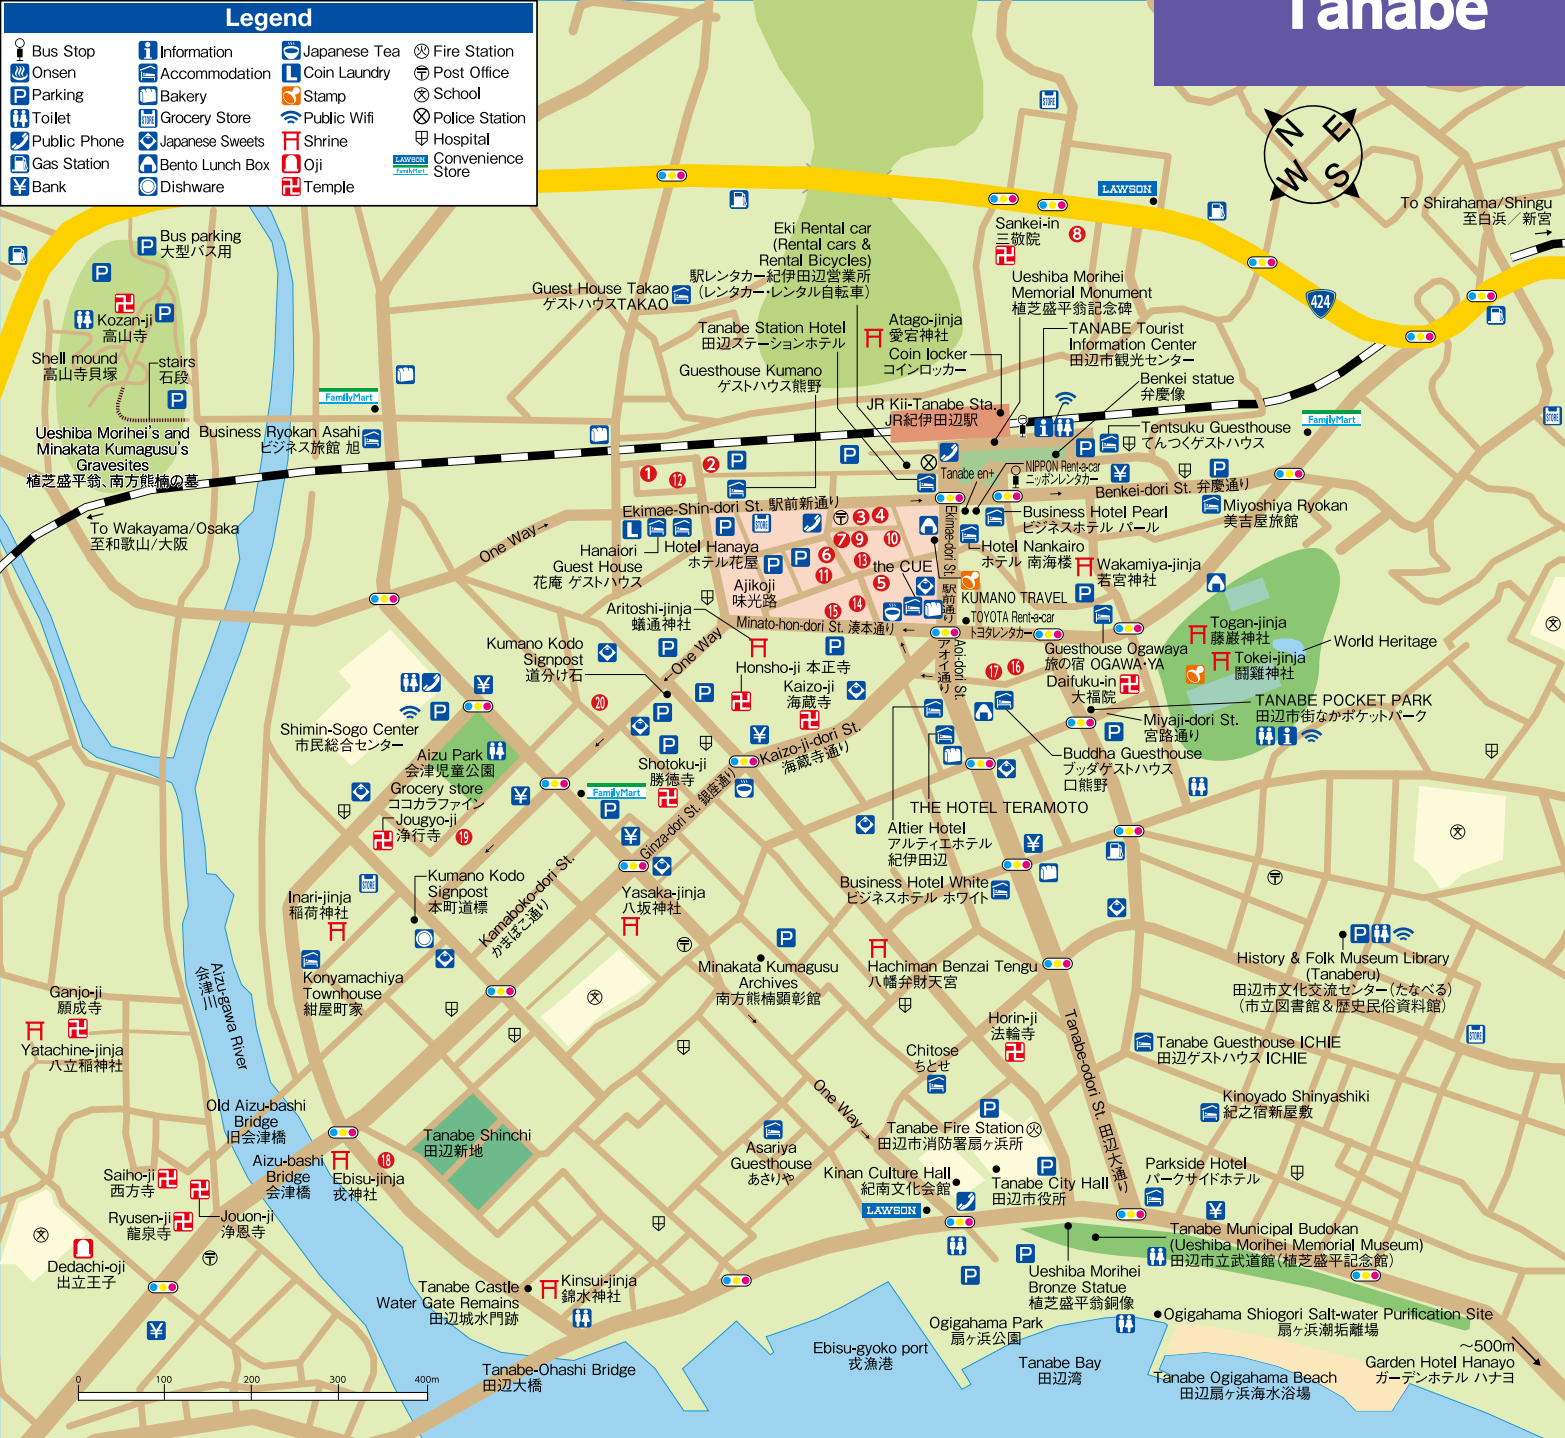 Legend
Bus Stop
Onsen
Parking
Toilet
Public Phone
Gas Station
Bank
Information
Accommodation
Bakery
Grocery Store
Japanese Sweets
Bento Lunch Box
Dishware
Japanese Tea
Coin Laundry
Stamp
Public Wifi
Shrine
Oji
Temple
Fire Station
Post Office
School
Police Station
Hospital
LAWSON
FamilyMart
Convenience
Store
Tanabe
N E
W S
To Shirahama/Shingu
至白浜／新宮
→
424
LAWSON
Bus parking
大型バス用
Kozan-ji
高山寺
Shell mound
高山寺貝塚
stairs
石段
Ueshiba Morihei's and
Minakata Kumagusu's
Gravesites
植芝盛平翁、南方熊楠の墓
To Wakayama/Osaka
至和歌山/大阪
FamilyMart
Business Ryokan Asahi
ビジネス旅館 旭
Guest House Takao
ゲストハウスTAKAO
Eki Rental car
(Rental cars &
Rental Bicycles)
駅レンタカー紀伊田辺営業所
（レンタカー・レンタル自転車）
Tanabe Station Hotel
田辺ステーションホテル
Guesthouse Kumano
ゲストハウス熊野
Atago-jinja
愛宕神社
Coin locker
コインロッカー
JR Kii-Tanabe Sta.
JR紀伊田辺駅
Sankei-in
三敬院
8
Ueshiba Morihei
Memorial Monument
植芝盛平翁記念碑
TANABE Tourist
Information Center
田辺市観光センター
Benkei statue
弁慶像
Tentsuku Guesthouse
てんつくゲストハウス
FamilyMart
Tanabe en+
NIPPON Rent-a-car
ニッポンレンタカー
Benkei-dori St. 弁慶通り
Miyoshiya Ryokan
美吉屋旅館
Business Hotel Pearl
ビジネスホテル パール
Hotel Nankairo
ホテル 南海楼
Wakamiya-jinja
若宮神社
1
12
2
Ekimae-Shin-dori St. 駅前新通り
One Way
Hanaiori
Guest House
花庵 ゲストハウス
Hotel Hanaya
ホテル花屋
Ajikoji
味光路
3
4
7
9
10
6
13
11
5
15
14
the CUE
Ekimae-dori St. 駅前通り
KUMANO TRAVEL
TOYOTA Rent-a-car
トヨタレンタカー
Minato-hon-dori St. 湊本通り
Aritoshi-jinja
蟻通神社
One Way
Kumano Kodo
Signpost
道分け石
Honsho-ji 本正寺
Kaizo-ji
海蔵寺
Aoi-dori St.
アオイ通り
17
16
Guesthouse Ogawaya
旅の宿 OGAWA・YA
Daifuku-in
大福院
Togan-jinja
藤巖神社
Tokei-jinja
闘雞神社
World Heritage
TANABE POCKET PARK
田辺市街なかポケットパーク
Miyaji-dori St.
宮路通り
Buddha Guesthouse
ブッダゲストハウス
口熊野
THE HOTEL TERAMOTO
Altier Hotel
アルティエホテル
紀伊田辺
Business Hotel White
ビジネスホテル ホワイト
20
Shimin-Sogo Center
市民総合センター
Aizu Park
会津児童公園
Grocery store
ココカラファイン
Jougyo-ji
浄行寺
19
FamilyMart
Shotoku-ji
勝徳寺
Kaizo-ji-dori St.
海蔵寺通り
Ginza-dori St. 銀座通り
Kumano Kodo
Signpost
本町道標
Kamaboko-dori St.
かまぼこ通り
Inari-jinja
稲荷神社
Konyamachiya
Townhouse
紺屋町家
Yasaka-jinja
八坂神社
Minakata Kumagusu
Archives
南方熊楠顕彰館
Hachiman Benzai Tengu
八幡弁財天宮
Horin-ji
法輪寺
Chitose
ちとせ
History & Folk Museum Library
(Tanaberu)
田辺市文化交流センター（たなべる）
（市立図書館＆歴史民俗資料館）
Tanabe Guesthouse ICHIE
田辺ゲストハウス ICHIE
Kinoyado Shinyashiki
紀之宿新屋敷
Tanabe-odori St. 田辺大通り
One Way
Tanabe Fire Station
田辺市消防署扇ヶ浜所
Kinan Culture Hall
紀南文化会館
Tanabe City Hall
田辺市役所
LAWSON
Parkside Hotel
パークサイドホテル
Tanabe Municipal Budokan
(Ueshiba Morihei Memorial Museum)
田辺市立武道館（植芝盛平記念館）
Ueshiba Morihei
Bronze Statue
植芝盛平翁銅像
Ogigahama Park
扇ヶ浜公園
Ogigahama Shiogori Salt-water Purification Site
扇ヶ浜潮垢離場
～500m
Garden Hotel Hanayo
ガーデンホテル ハナヨ
Tanabe Ogigahama Beach
田辺扇ヶ浜海水浴場
Tanabe Bay
田辺湾
Ebisu-gyoko port
戎漁港
Asariya
Guesthouse
あさりや
Ganjo-ji
願成寺
Yatachine-jinja
八立稲神社
Aizu-gawa River
会津川
Old Aizu-bashi
Bridge
旧会津橋
Aizu-bashi
Bridge
会津橋
Ebisu-jinja
戎神社
18
Tanabe Shinchi
田辺新地
Saiho-ji
西方寺
Ryusen-ji
龍泉寺
Jouon-ji
浄恩寺
Dedachi-oji
出立王子
Tanabe Castle
Water Gate Remains
田辺城水門跡
Kinsui-jinja
錦水神社
Tanabe-Ohashi Bridge
田辺大橋
0 100 200 300 400m